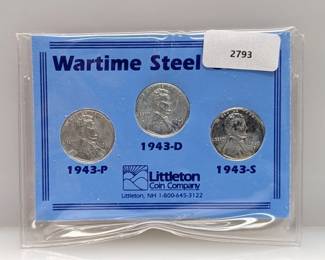 Wartime Steel
2793
1943-D
1943-P
1943-S
Littleton
Coin Company
Littleton, NH 1-800-645-3122